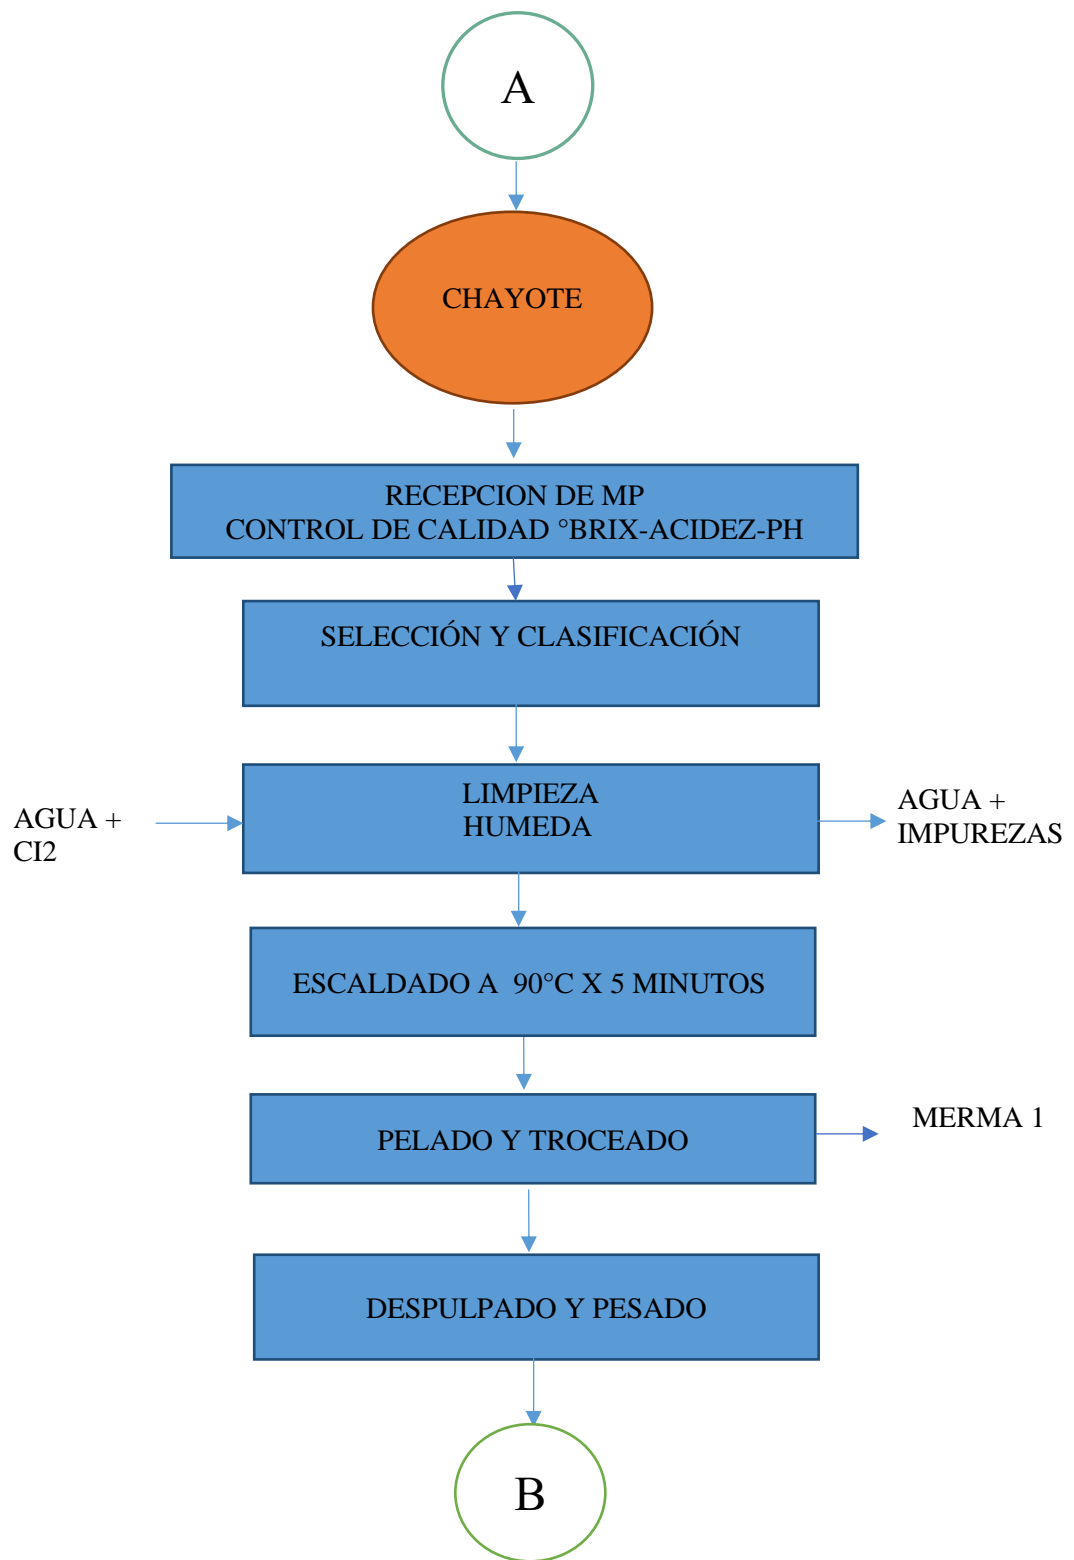 A
CHAYOTE
RECEPCION DE MP
CONTROL DE CALIDAD °BRIX-ACIDEZ-PH
SELECCIÓN Y CLASIFICACIÓN
LIMPIEZA
HUMEDA
AGUA +
CI2
AGUA +
IMPUREZAS
ESCALDADO A  90°C X 5 MINUTOS
PELADO Y TROCEADO
MERMA 1
DESPULPADO Y PESADO
B